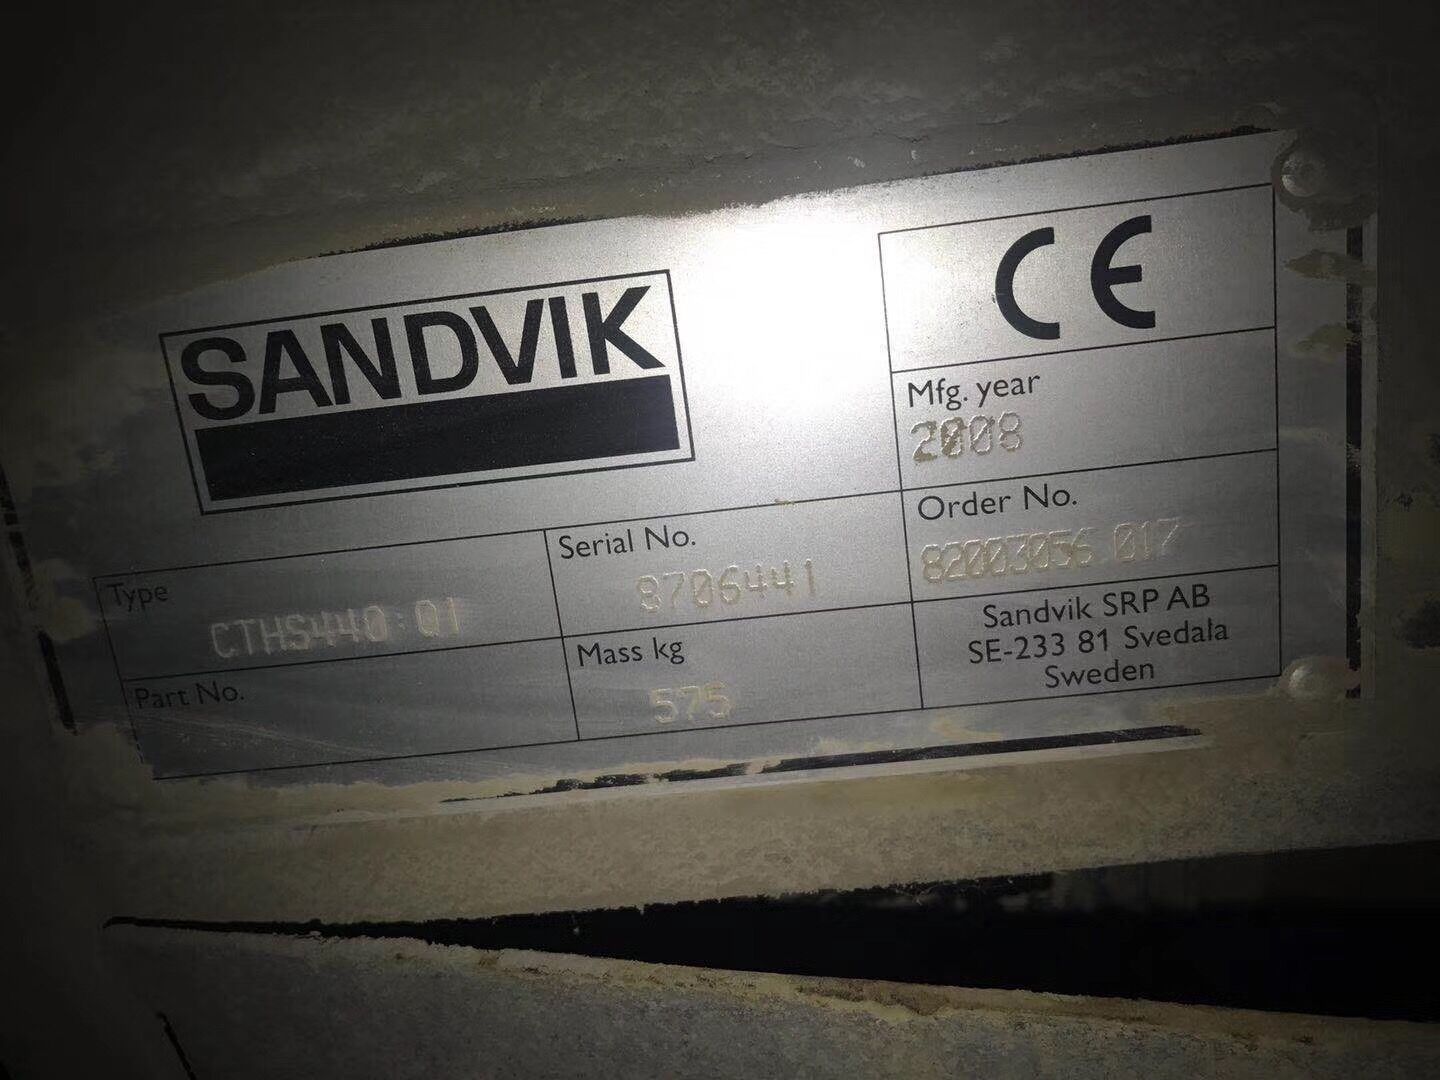 SANDVIK
CE
Mfg. year
2008
Order No.
82003056.017
Serial No.
8706441
Type
CTHS440:01
Mass kg
575
Part No.
Sandvik SRP AB
SE-233 81 Svedala
Sweden